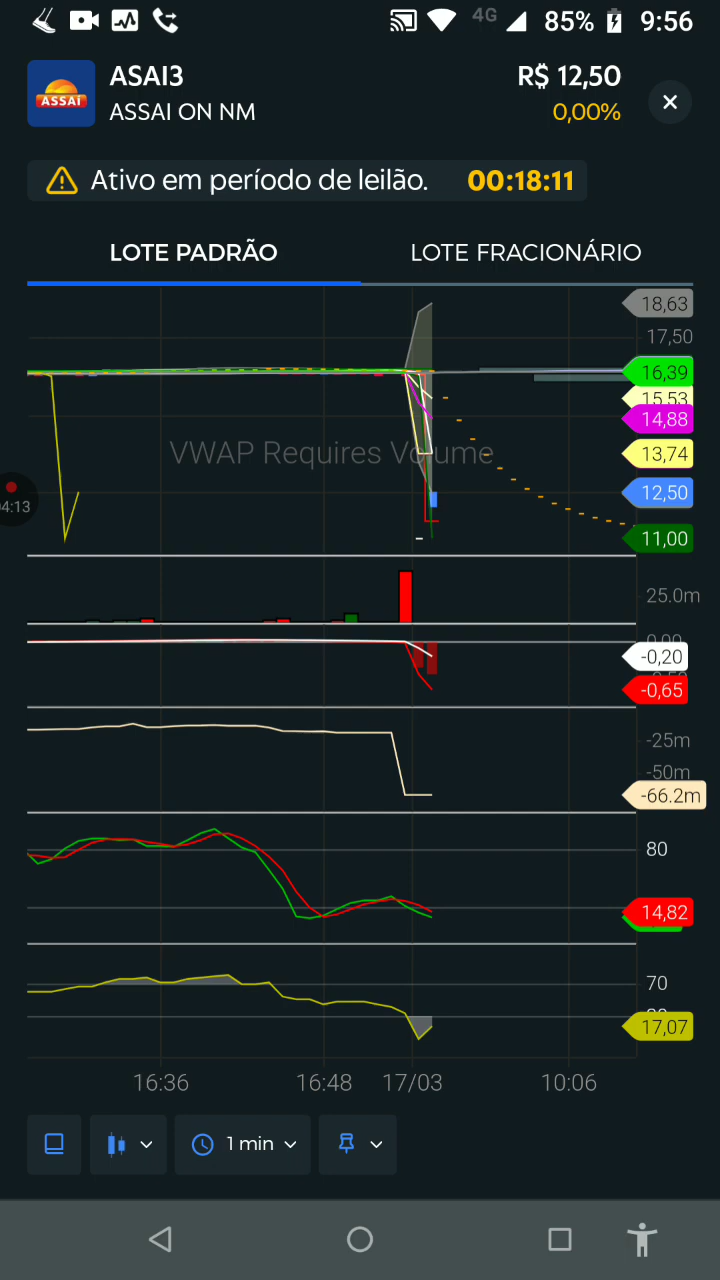 4G 85% 9:56
ASSAÍ
ASAI3 R$ 12,50
ASSAI ON NM 0,00%
Ativo em período de leilão. 00:18:11
LOTE PADRÃO LOTE FRACIONÁRIO
18,63
17,50
16,39
15,53
14,88
VWAP Requires Volume
13,74
12,50
4:13
11,00
25.0m
0,00
-0,20
-0,65
-25m
-50m
-66.2m
80
14,82
70
17,07
16:36 16:48 17/03 10:06
1 min